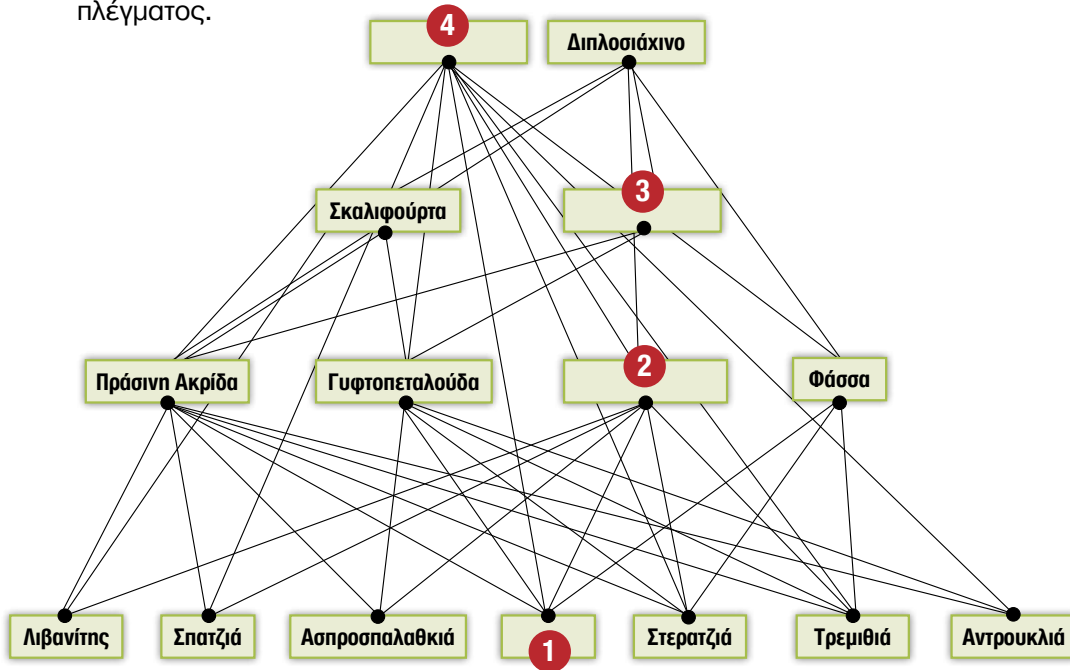 πλέγματος.
4
Διπλοσιάχινο
Σκαλιφούρτα
3
Πράσινη Ακρίδα
Γυφτοπεταλούδα
2
Φάσσα
Λιβανίτης
Σπατζιά
Ασπροσπαλαθκιά
1
Στερατζιά
Τρεμιθιά
Αντρουκλιά